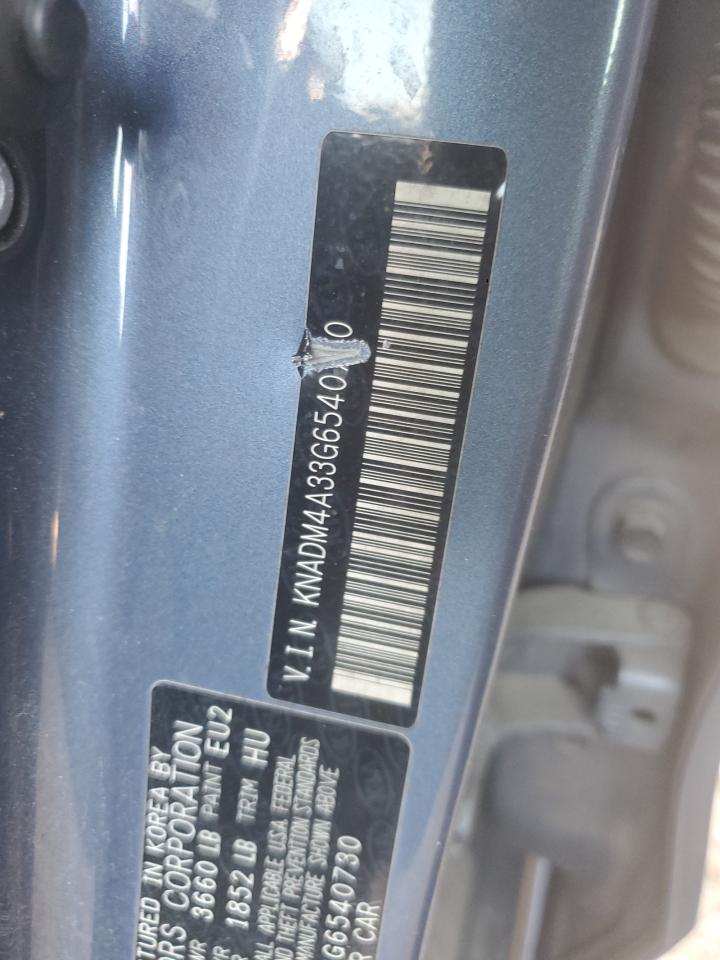 V.I.N. KNADM4A33G6540
TURED IN KOREA BY
ORS CORPORATION
3660 LB PAINT EU2
1852 LB TRIM HU
ALL APPLICABLE U.S.A. FEDERAL
THEFT PREVENTION STANDARDS
MANUFACTURE SHOWN ABOVE
G6540730
CAR